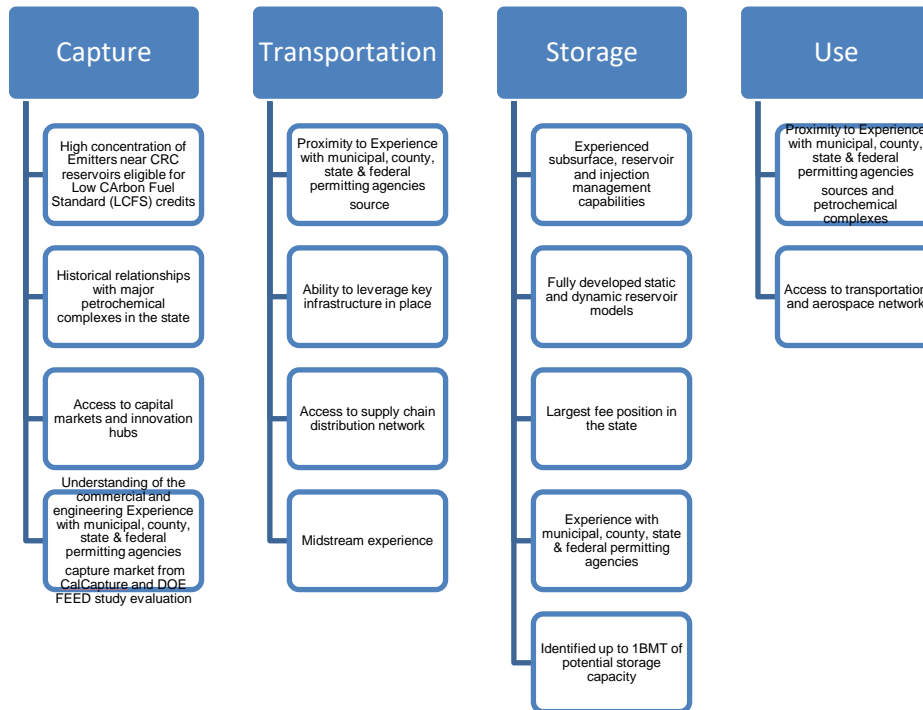 Capture
High concentration of
Emitters near CRC
reservoirs eligible for
Low CArbon Fuel
Standard (LCFS) credits
Historical relationships
with major
petrochemical
complexes in the state
Access to capital
markets and innovation
hubs
Understanding of the
commercial and
engineering Experience
with municipal, county,
state & federal
permitting agencies
capture market from
CalCapture and DOE
FEED study evaluation
Transportation
Proximity to Experience
with municipal, county,
state & federal
permitting agencies
source
Ability to leverage key
infrastructure in place
Access to supply chain
distribution network
Midstream experience
Storage
Experienced
subsurface, reservoir
and injection
management
capabilities
Fully developed static
and dynamic reservoir
models
Largest fee position in
the state
Experience with
municipal, county, state
& federal permitting
agencies
Identified up to 1BMT of
potential storage
capacity
Use
Proximity to Experience
with municipal, county,
state & federal
permitting agencies
sources and
petrochemical
complexes
Access to transportation
and aerospace network